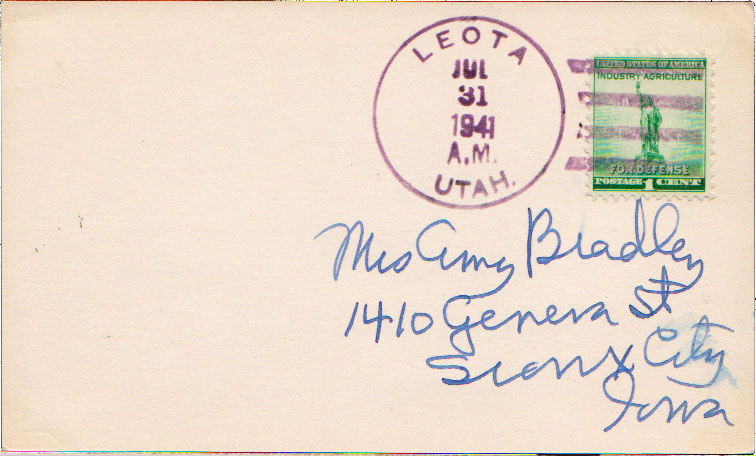 LEOTA
JUL
31
1941
A.M.
UTAH.
UNITED STATES OF AMERICA
INDUSTRY AGRICULTURE
FOR DEFENSE
POSTAGE 1 CENT
Mrs Amy Bradley
1410 Geneva St
Sioux City
Iowa